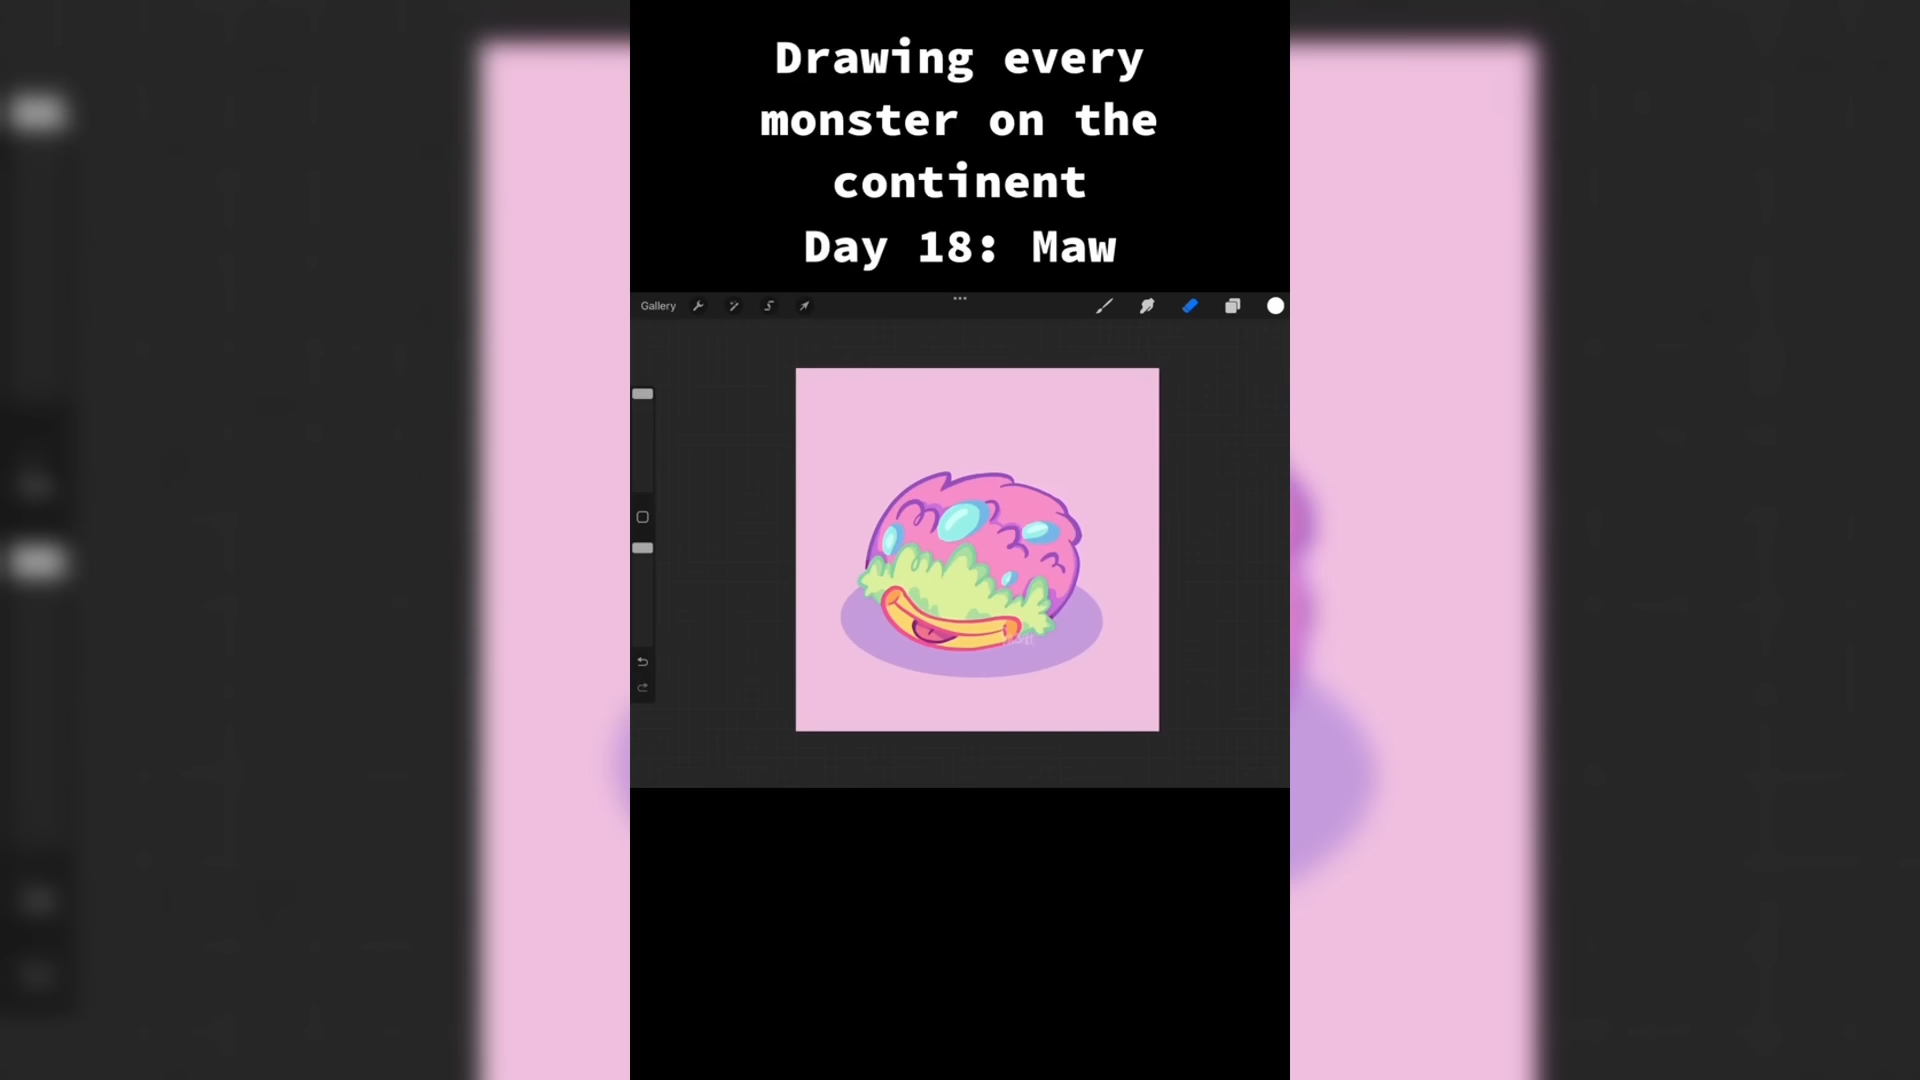 Drawing every
monster on the
continent
Day 18: Maw
Gallery